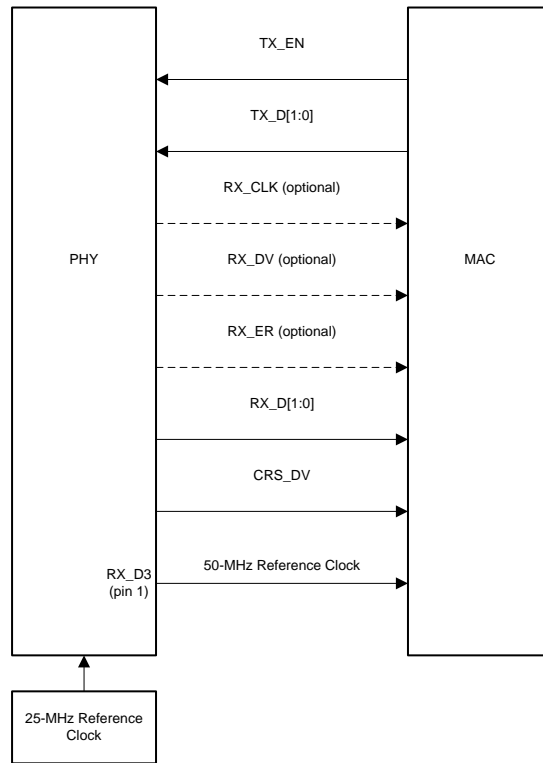 TX_EN
TX_D[1:0]
RX_CLK (optional)
PHY
RX_DV (optional)
MAC
RX_ER (optional)
RX_D[1:0]
CRS_DV
RX_D3
(pin 1)
50-MHz Reference Clock
25-MHz Reference
Clock